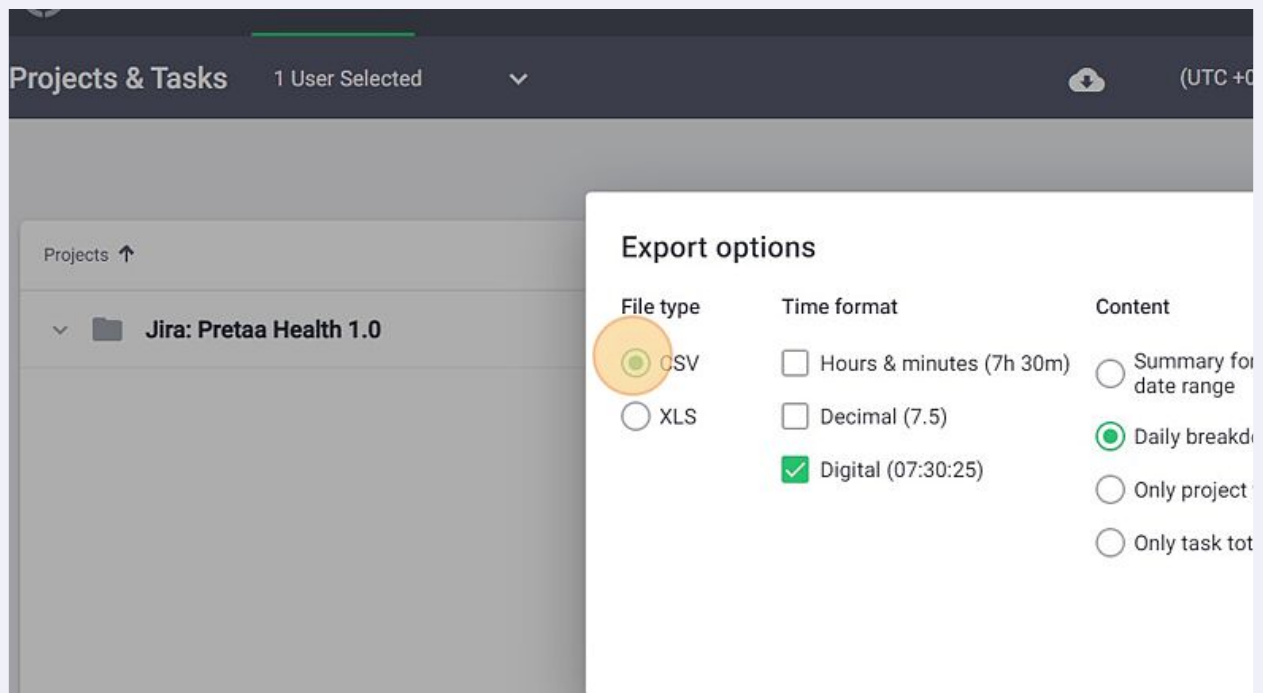 Projects & Tasks 1 User Selected (UTC +0
Projects
Jira: Pretaa Health 1.0
Export options
File type Time format Content
CSV Hours & minutes (7h 30m) Summary for
date range
XLS Decimal (7.5) Daily breakd
Digital (07:30:25) Only project
Only task tot